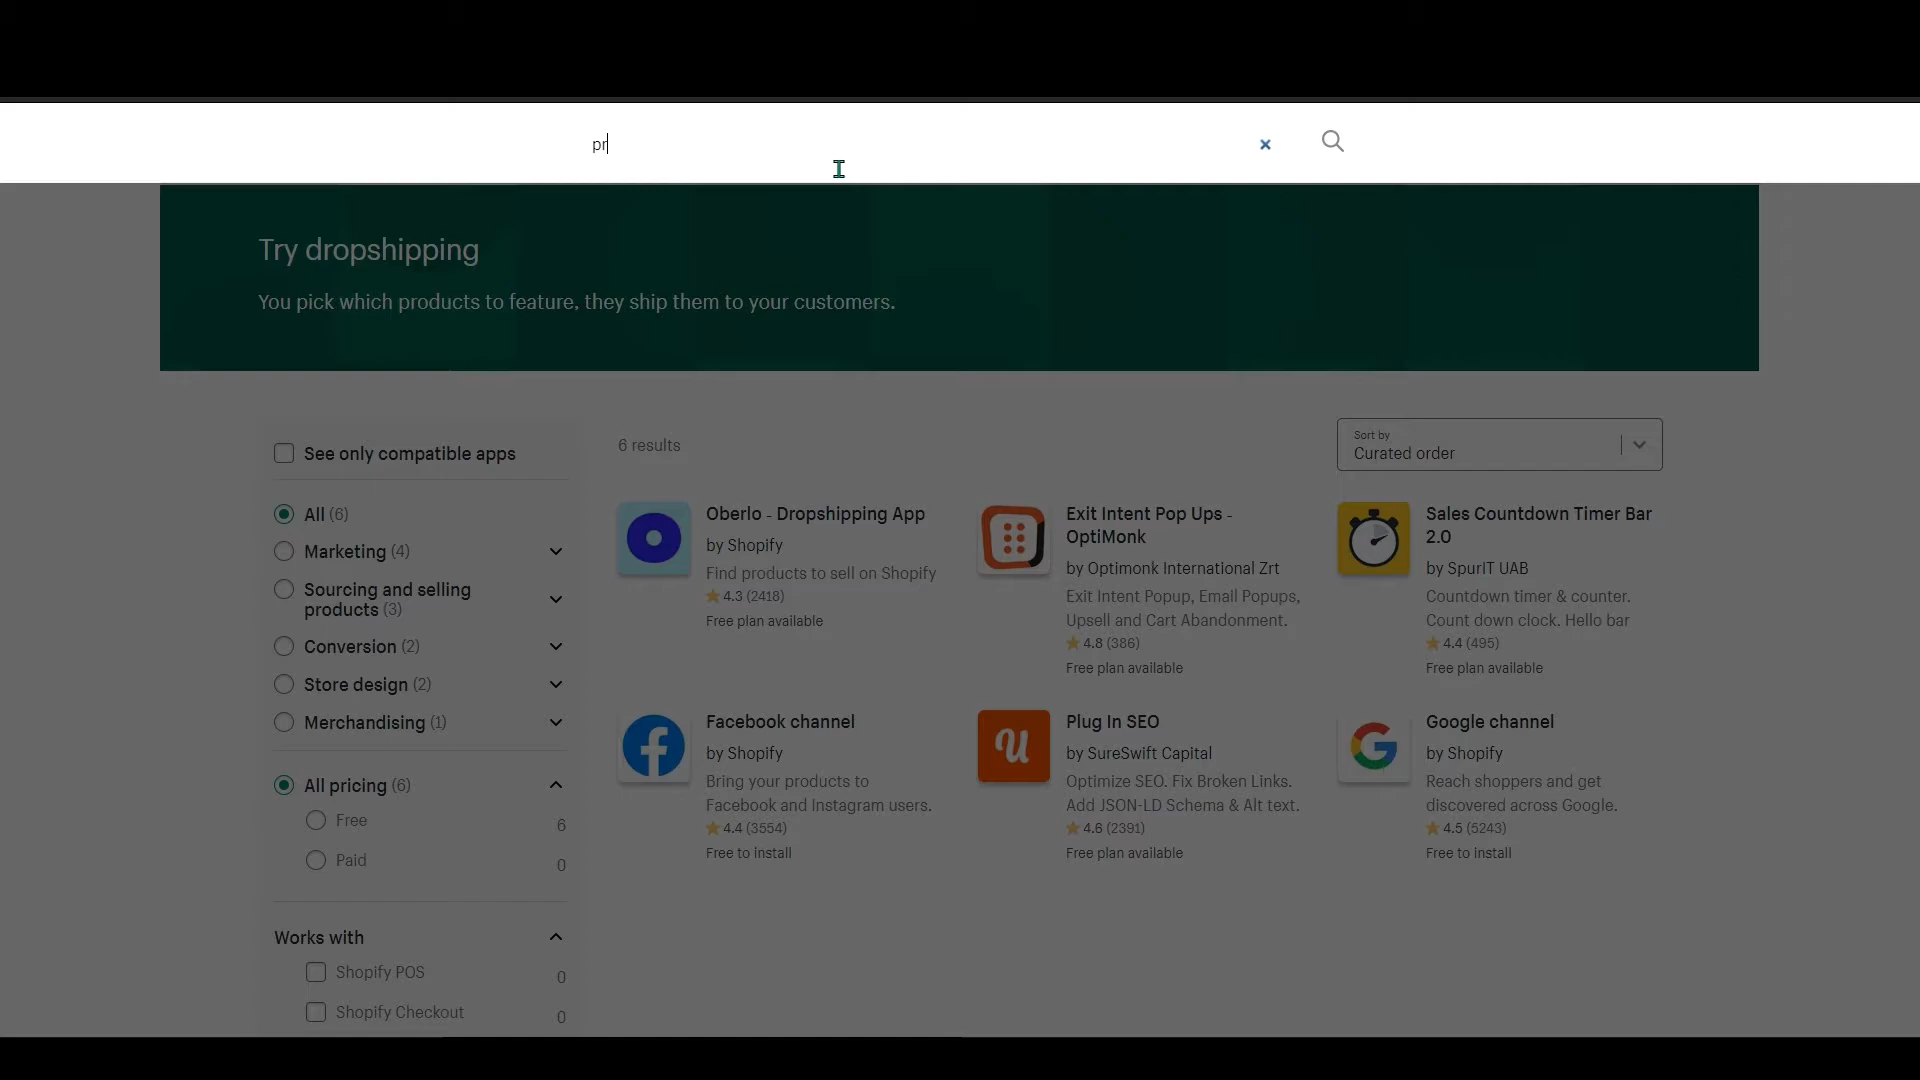 pr
Try dropshipping
You pick which products to feature, they ship them to your customers.
See only compatible apps
All (6)
Marketing (4)
Sourcing and selling
products (3)
Conversion (2)
Store design (2)
Merchandising (1)
All pricing (6)
Free 6
Paid 0
Works with
Shopify POS 0
Shopify Checkout 0
6 results
Sort by
Curated order
Oberlo - Dropshipping App
by Shopify
Find products to sell on Shopify
4.3 (2418)
Free plan available
Exit Intent Pop Ups -
OptiMonk
by Optimonk International Zrt
Exit Intent Popup, Email Popups,
Upsell and Cart Abandonment.
4.8 (386)
Free plan available
Sales Countdown Timer Bar
2.0
by SpurIT UAB
Countdown timer & counter.
Count down clock. Hello bar
4.4 (495)
Free plan available
Facebook channel
by Shopify
Bring your products to
Facebook and Instagram users.
4.4 (3554)
Free to install
Plug In SEO
by SureSwift Capital
Optimize SEO. Fix Broken Links.
Add JSON-LD Schema & Alt text.
4.6 (2391)
Free plan available
Google channel
by Shopify
Reach shoppers and get
discovered across Google.
4.5 (5243)
Free to install